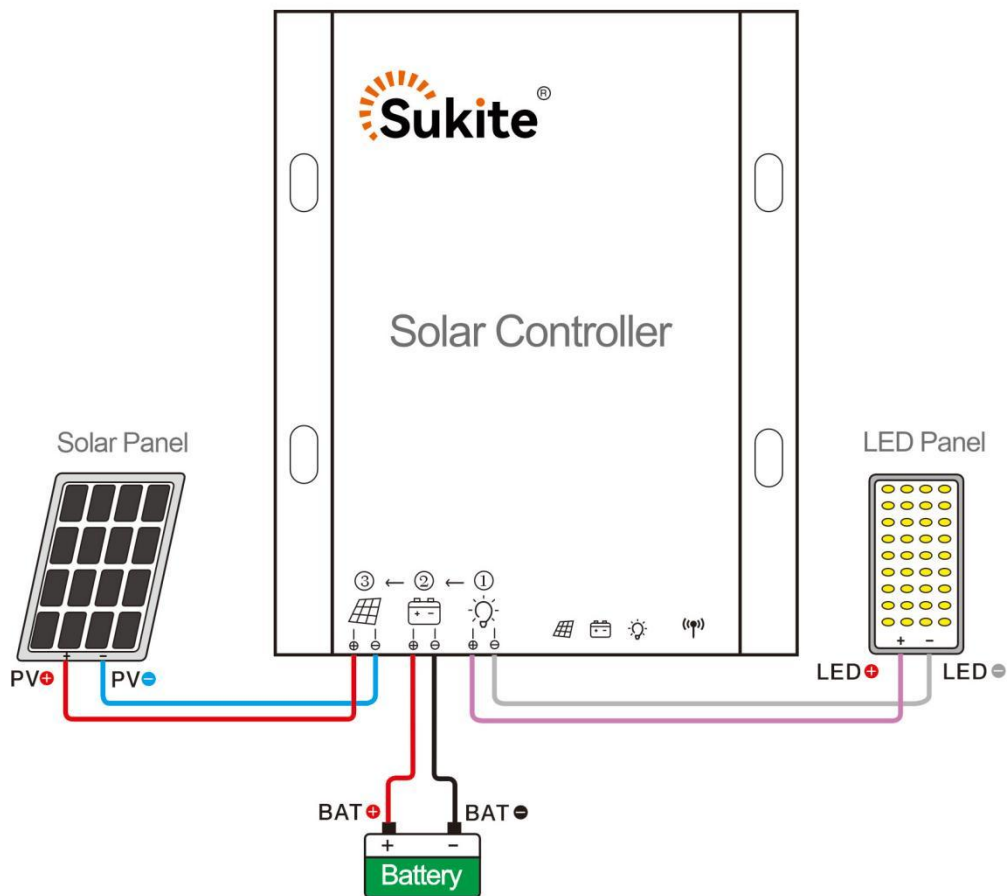 Sukite®
Solar Controller
Solar Panel
LED Panel
③ ← ② ← ①
+ −
⊕ ⊖ ⊕ ⊖ ⊕ ⊖
+ −
+ −
PV⊕ PV⊖
LED⊕ LED⊖
BAT⊕ BAT⊖
+ −
Battery